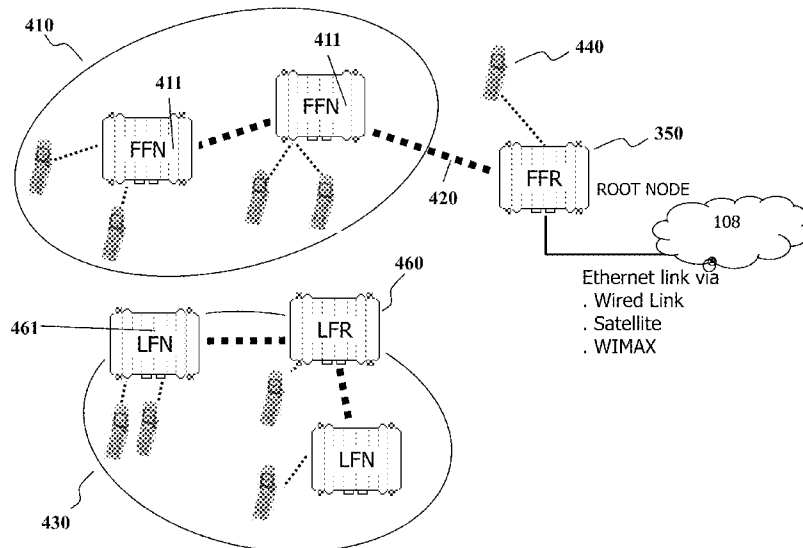 410
411
440
FFN
411
FFN
350
FFR
ROOT NODE
420
108
460
Ethernet link via
. Wired Link
. Satellite
. WIMAX
461
LFN
LFR
LFN
430